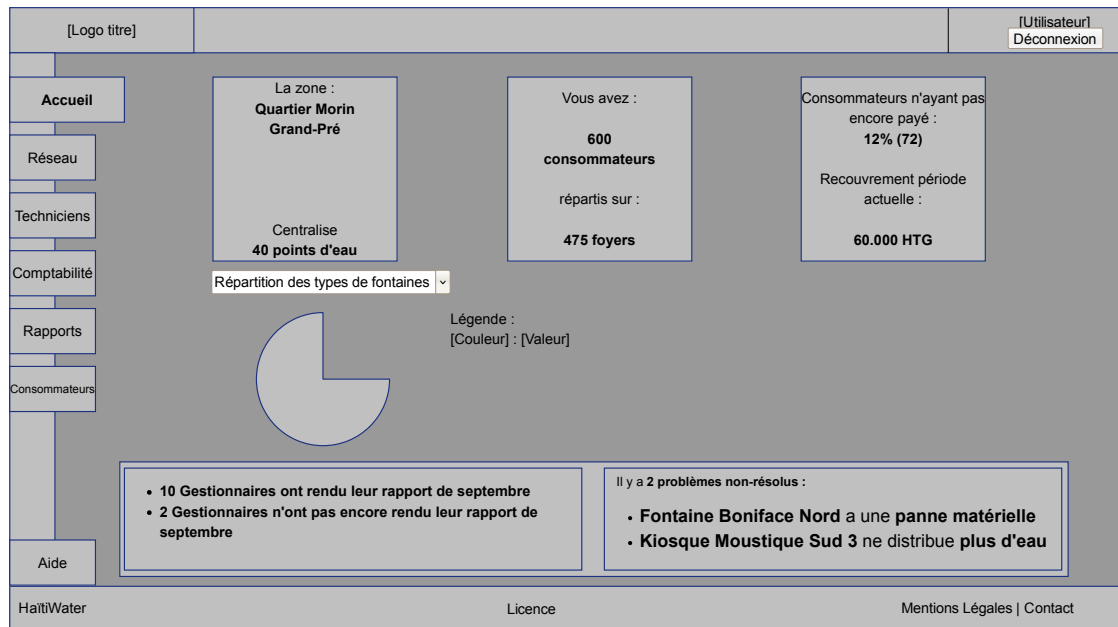 [Logo titre]
[Utilisateur]
Déconnexion
Accueil
Réseau
Techniciens
Comptabilité
Rapports
Consommateurs
Aide
La zone :
Quartier Morin
Grand-Pré
Centralise
40 points d'eau
Vous avez :
600
consommateurs
répartis sur :
475 foyers
Consommateurs n'ayant pas
encore payé :
12% (72)
Recouvrement période
actuelle :
60.000 HTG
Répartition des types de fontaines
Légende :
[Couleur] : [Valeur]
• 10 Gestionnaires ont rendu leur rapport de septembre
• 2 Gestionnaires n'ont pas encore rendu leur rapport de
septembre
Il y a 2 problèmes non-résolus :
• Fontaine Boniface Nord a une panne matérielle
• Kiosque Moustique Sud 3 ne distribue plus d'eau
HaïtiWater
Licence
Mentions Légales | Contact